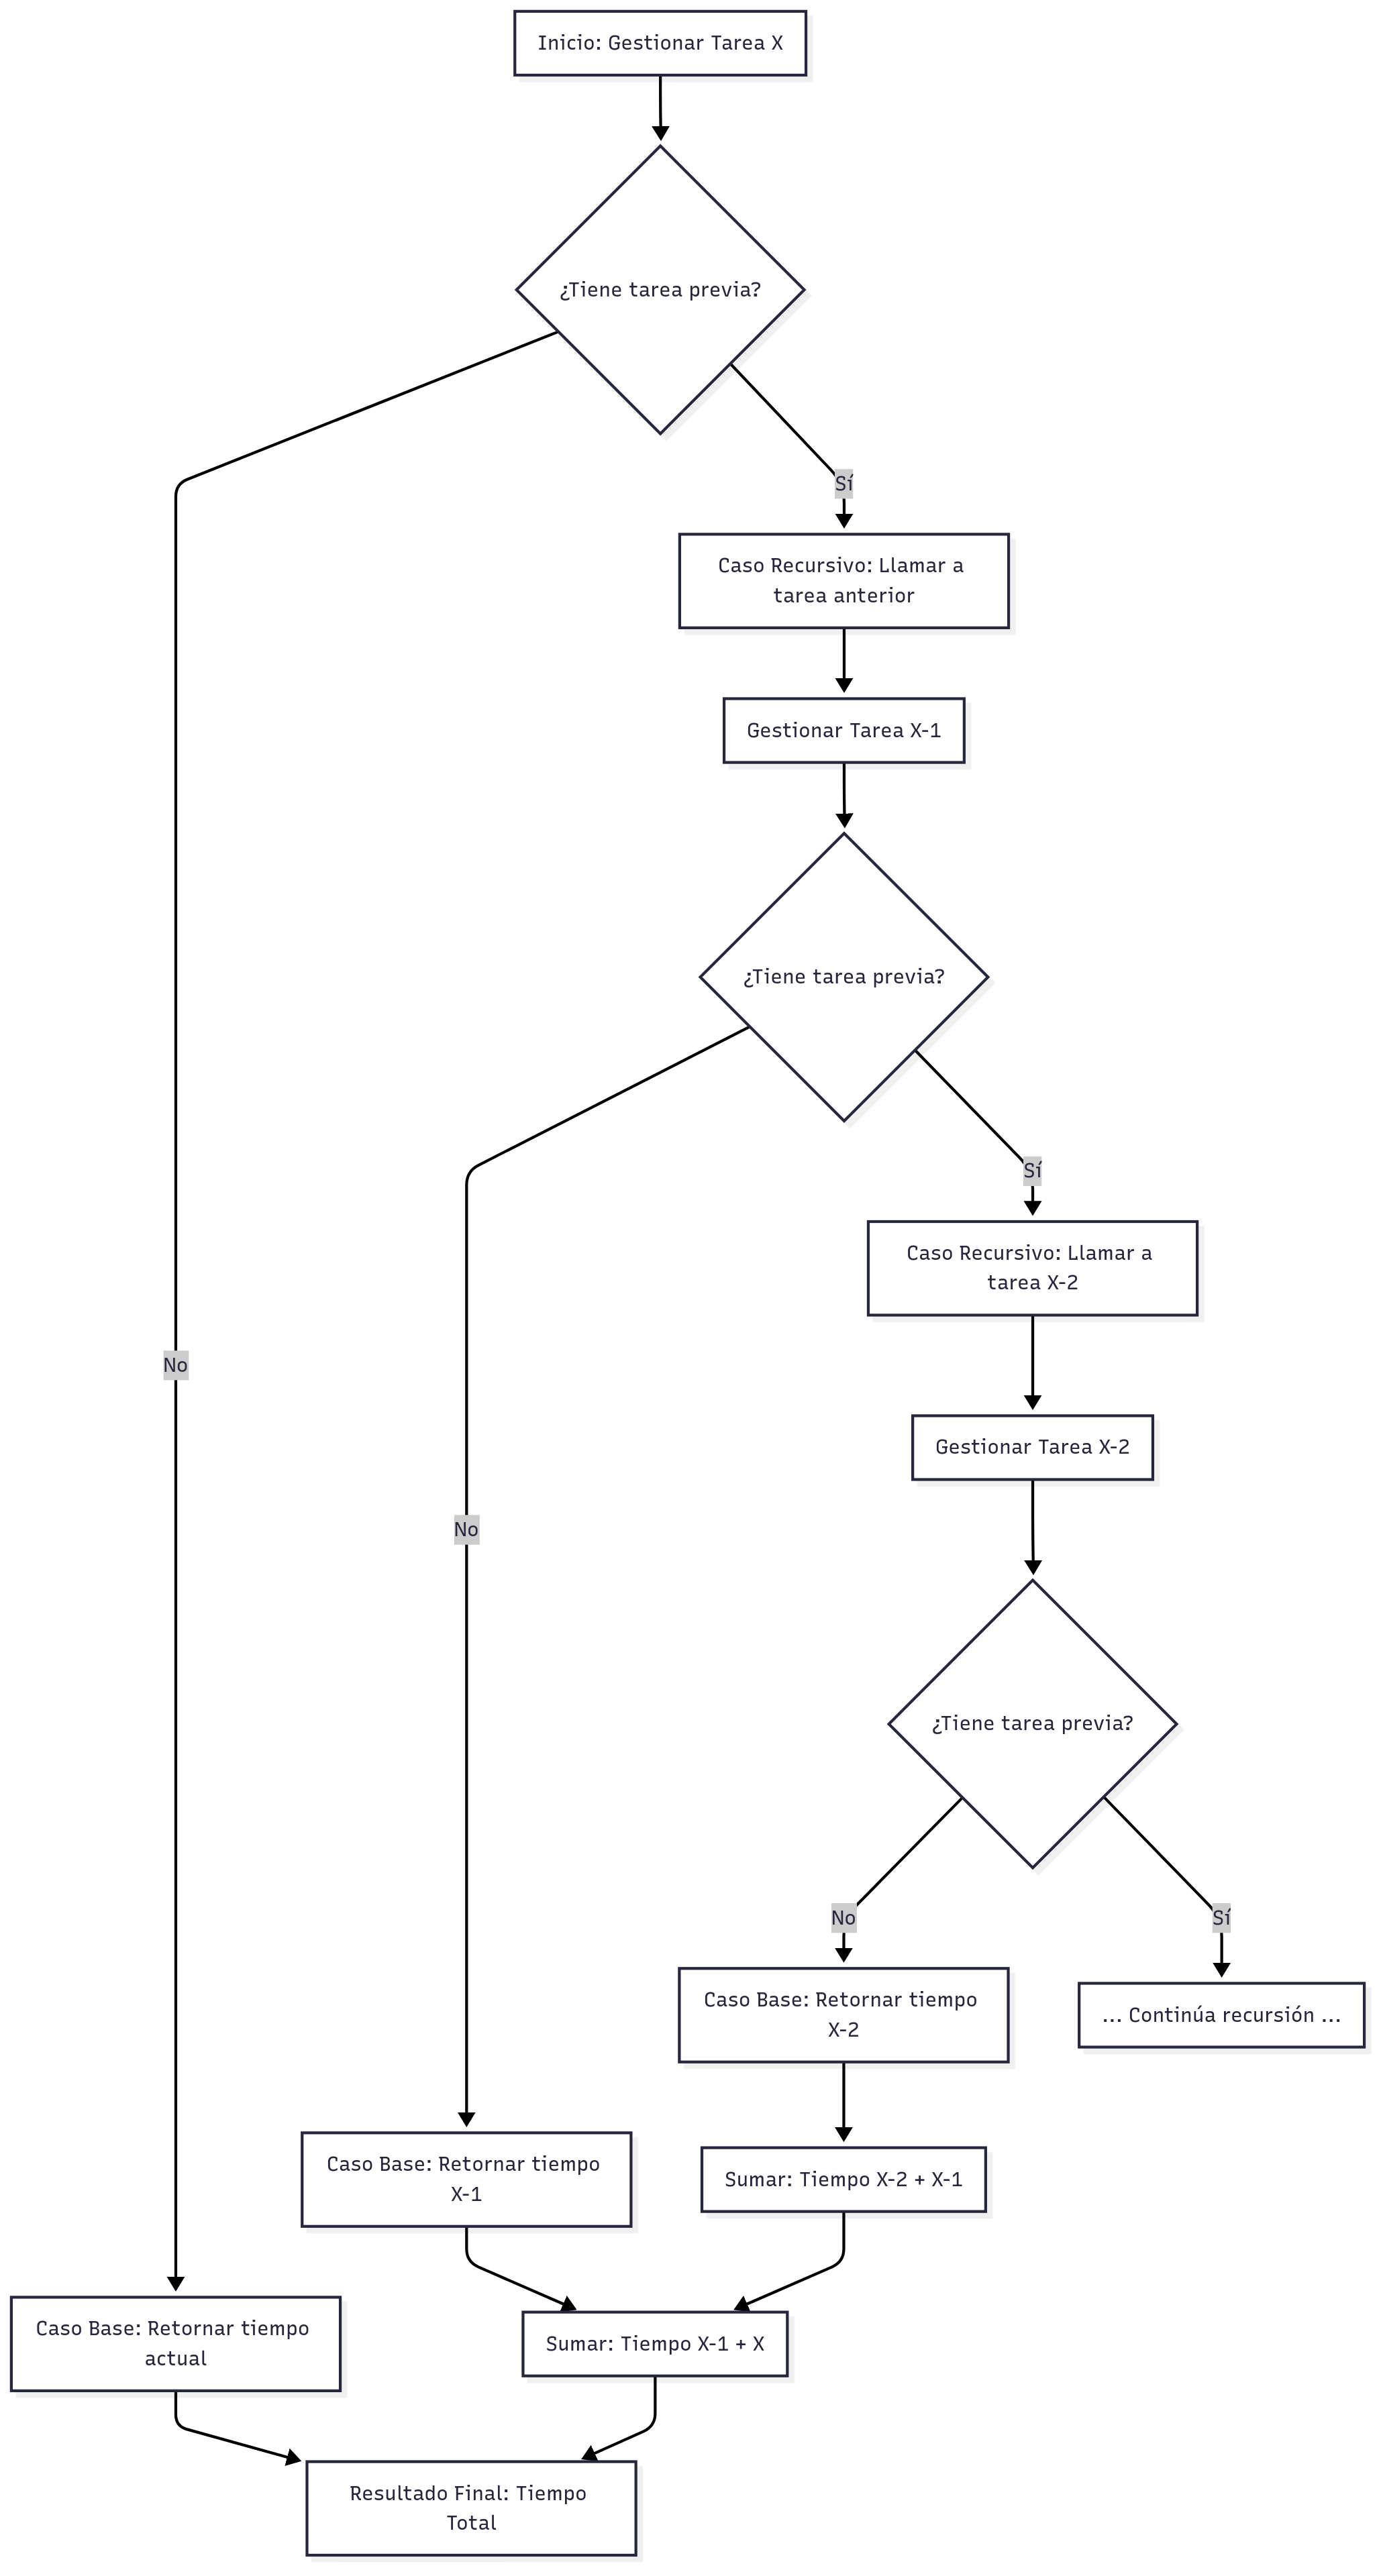 Inicio: Gestionar Tarea X
¿Tiene tarea previa?
Sí
Caso Recursivo: Llamar a
tarea anterior
Gestionar Tarea X-1
¿Tiene tarea previa?
Sí
Caso Recursivo: Llamar a
tarea X-2
No
Gestionar Tarea X-2
No
¿Tiene tarea previa?
No
Sí
Caso Base: Retornar tiempo
X-2
... Continúa recursión ...
Caso Base: Retornar tiempo
X-1
Sumar: Tiempo X-2 + X-1
Caso Base: Retornar tiempo
actual
Sumar: Tiempo X-1 + X
Resultado Final: Tiempo
Total